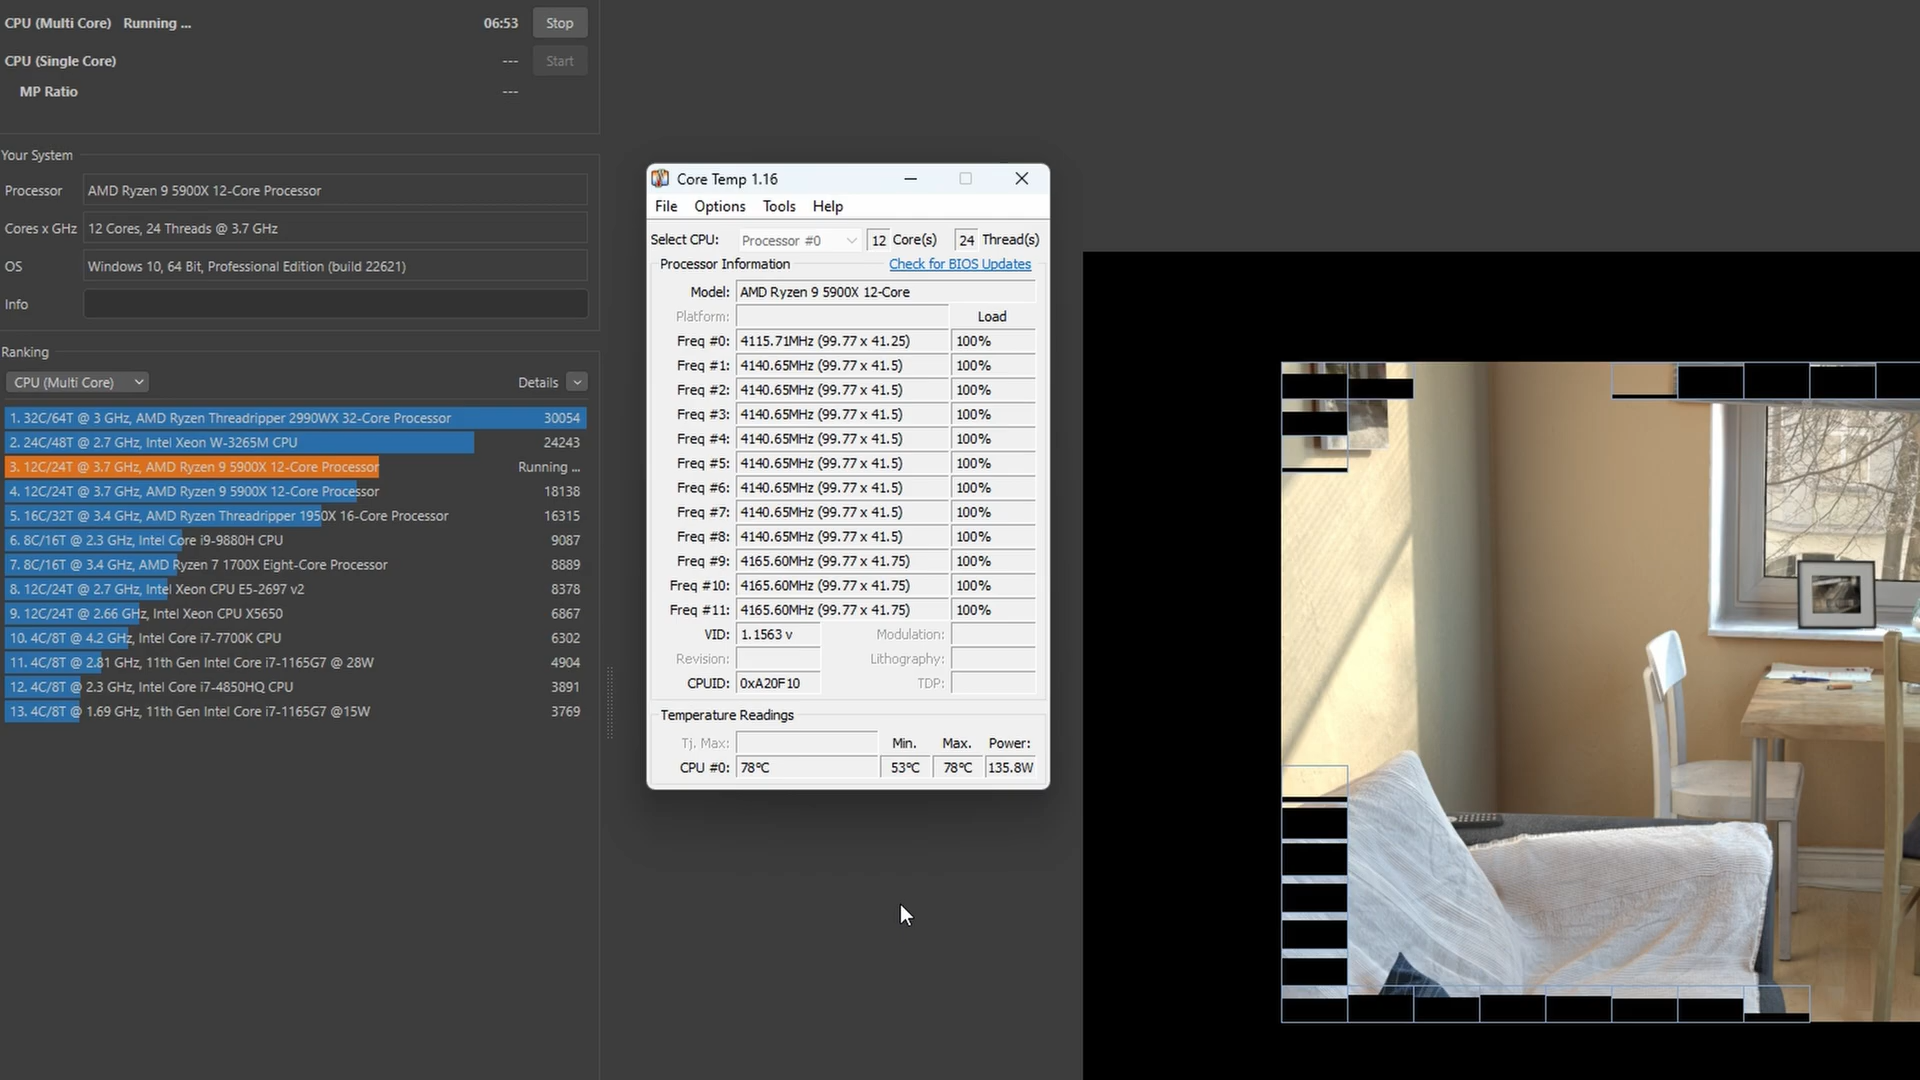 CPU (Multi Core) Running ... 06:53 Stop
CPU (Single Core) --- Start
MP Ratio ---
Your System
Processor AMD Ryzen 9 5900X 12-Core Processor
Cores x GHz 12 Cores, 24 Threads @ 3.7 GHz
OS Windows 10, 64 Bit, Professional Edition (build 22621)
Info
Ranking
CPU (Multi Core) Details
1. 32C/64T @ 3 GHz, AMD Ryzen Threadripper 2990WX 32-Core Processor 30054
2. 24C/48T @ 2.7 GHz, Intel Xeon W-3265M CPU 24243
3. 12C/24T @ 3.7 GHz, AMD Ryzen 9 5900X 12-Core Processor Running ...
4. 12C/24T @ 3.7 GHz, AMD Ryzen 9 5900X 12-Core Processor 18138
5. 16C/32T @ 3.4 GHz, AMD Ryzen Threadripper 1950X 16-Core Processor 16315
6. 8C/16T @ 2.3 GHz, Intel Core i9-9880H CPU 9087
7. 8C/16T @ 3.4 GHz, AMD Ryzen 7 1700X Eight-Core Processor 8889
8. 12C/24T @ 2.7 GHz, Intel Xeon CPU E5-2697 v2 8378
9. 12C/24T @ 2.66 GHz, Intel Xeon CPU X5650 6867
10. 4C/8T @ 4.2 GHz, Intel Core i7-7700K CPU 6302
11. 4C/8T @ 2.81 GHz, 11th Gen Intel Core i7-1165G7 @ 28W 4904
12. 4C/8T @ 2.3 GHz, Intel Core i7-4850HQ CPU 3891
13. 4C/8T @ 1.69 GHz, 11th Gen Intel Core i7-1165G7 @15W 3769
Core Temp 1.16
File Options Tools Help
Select CPU: Processor #0 12 Core(s) 24 Thread(s)
Processor Information Check for BIOS Updates
Model: AMD Ryzen 9 5900X 12-Core
Platform: Load
Freq #0: 4115.71MHz (99.77 x 41.25) 100%
Freq #1: 4140.65MHz (99.77 x 41.5) 100%
Freq #2: 4140.65MHz (99.77 x 41.5) 100%
Freq #3: 4140.65MHz (99.77 x 41.5) 100%
Freq #4: 4140.65MHz (99.77 x 41.5) 100%
Freq #5: 4140.65MHz (99.77 x 41.5) 100%
Freq #6: 4140.65MHz (99.77 x 41.5) 100%
Freq #7: 4140.65MHz (99.77 x 41.5) 100%
Freq #8: 4140.65MHz (99.77 x 41.5) 100%
Freq #9: 4165.60MHz (99.77 x 41.75) 100%
Freq #10: 4165.60MHz (99.77 x 41.75) 100%
Freq #11: 4165.60MHz (99.77 x 41.75) 100%
VID: 1.1563 v Modulation:
Revision: Lithography:
CPUID: 0xA20F10 TDP:
Temperature Readings
Tj. Max: Min. Max. Power:
CPU #0: 78°C 53°C 78°C 135.8W